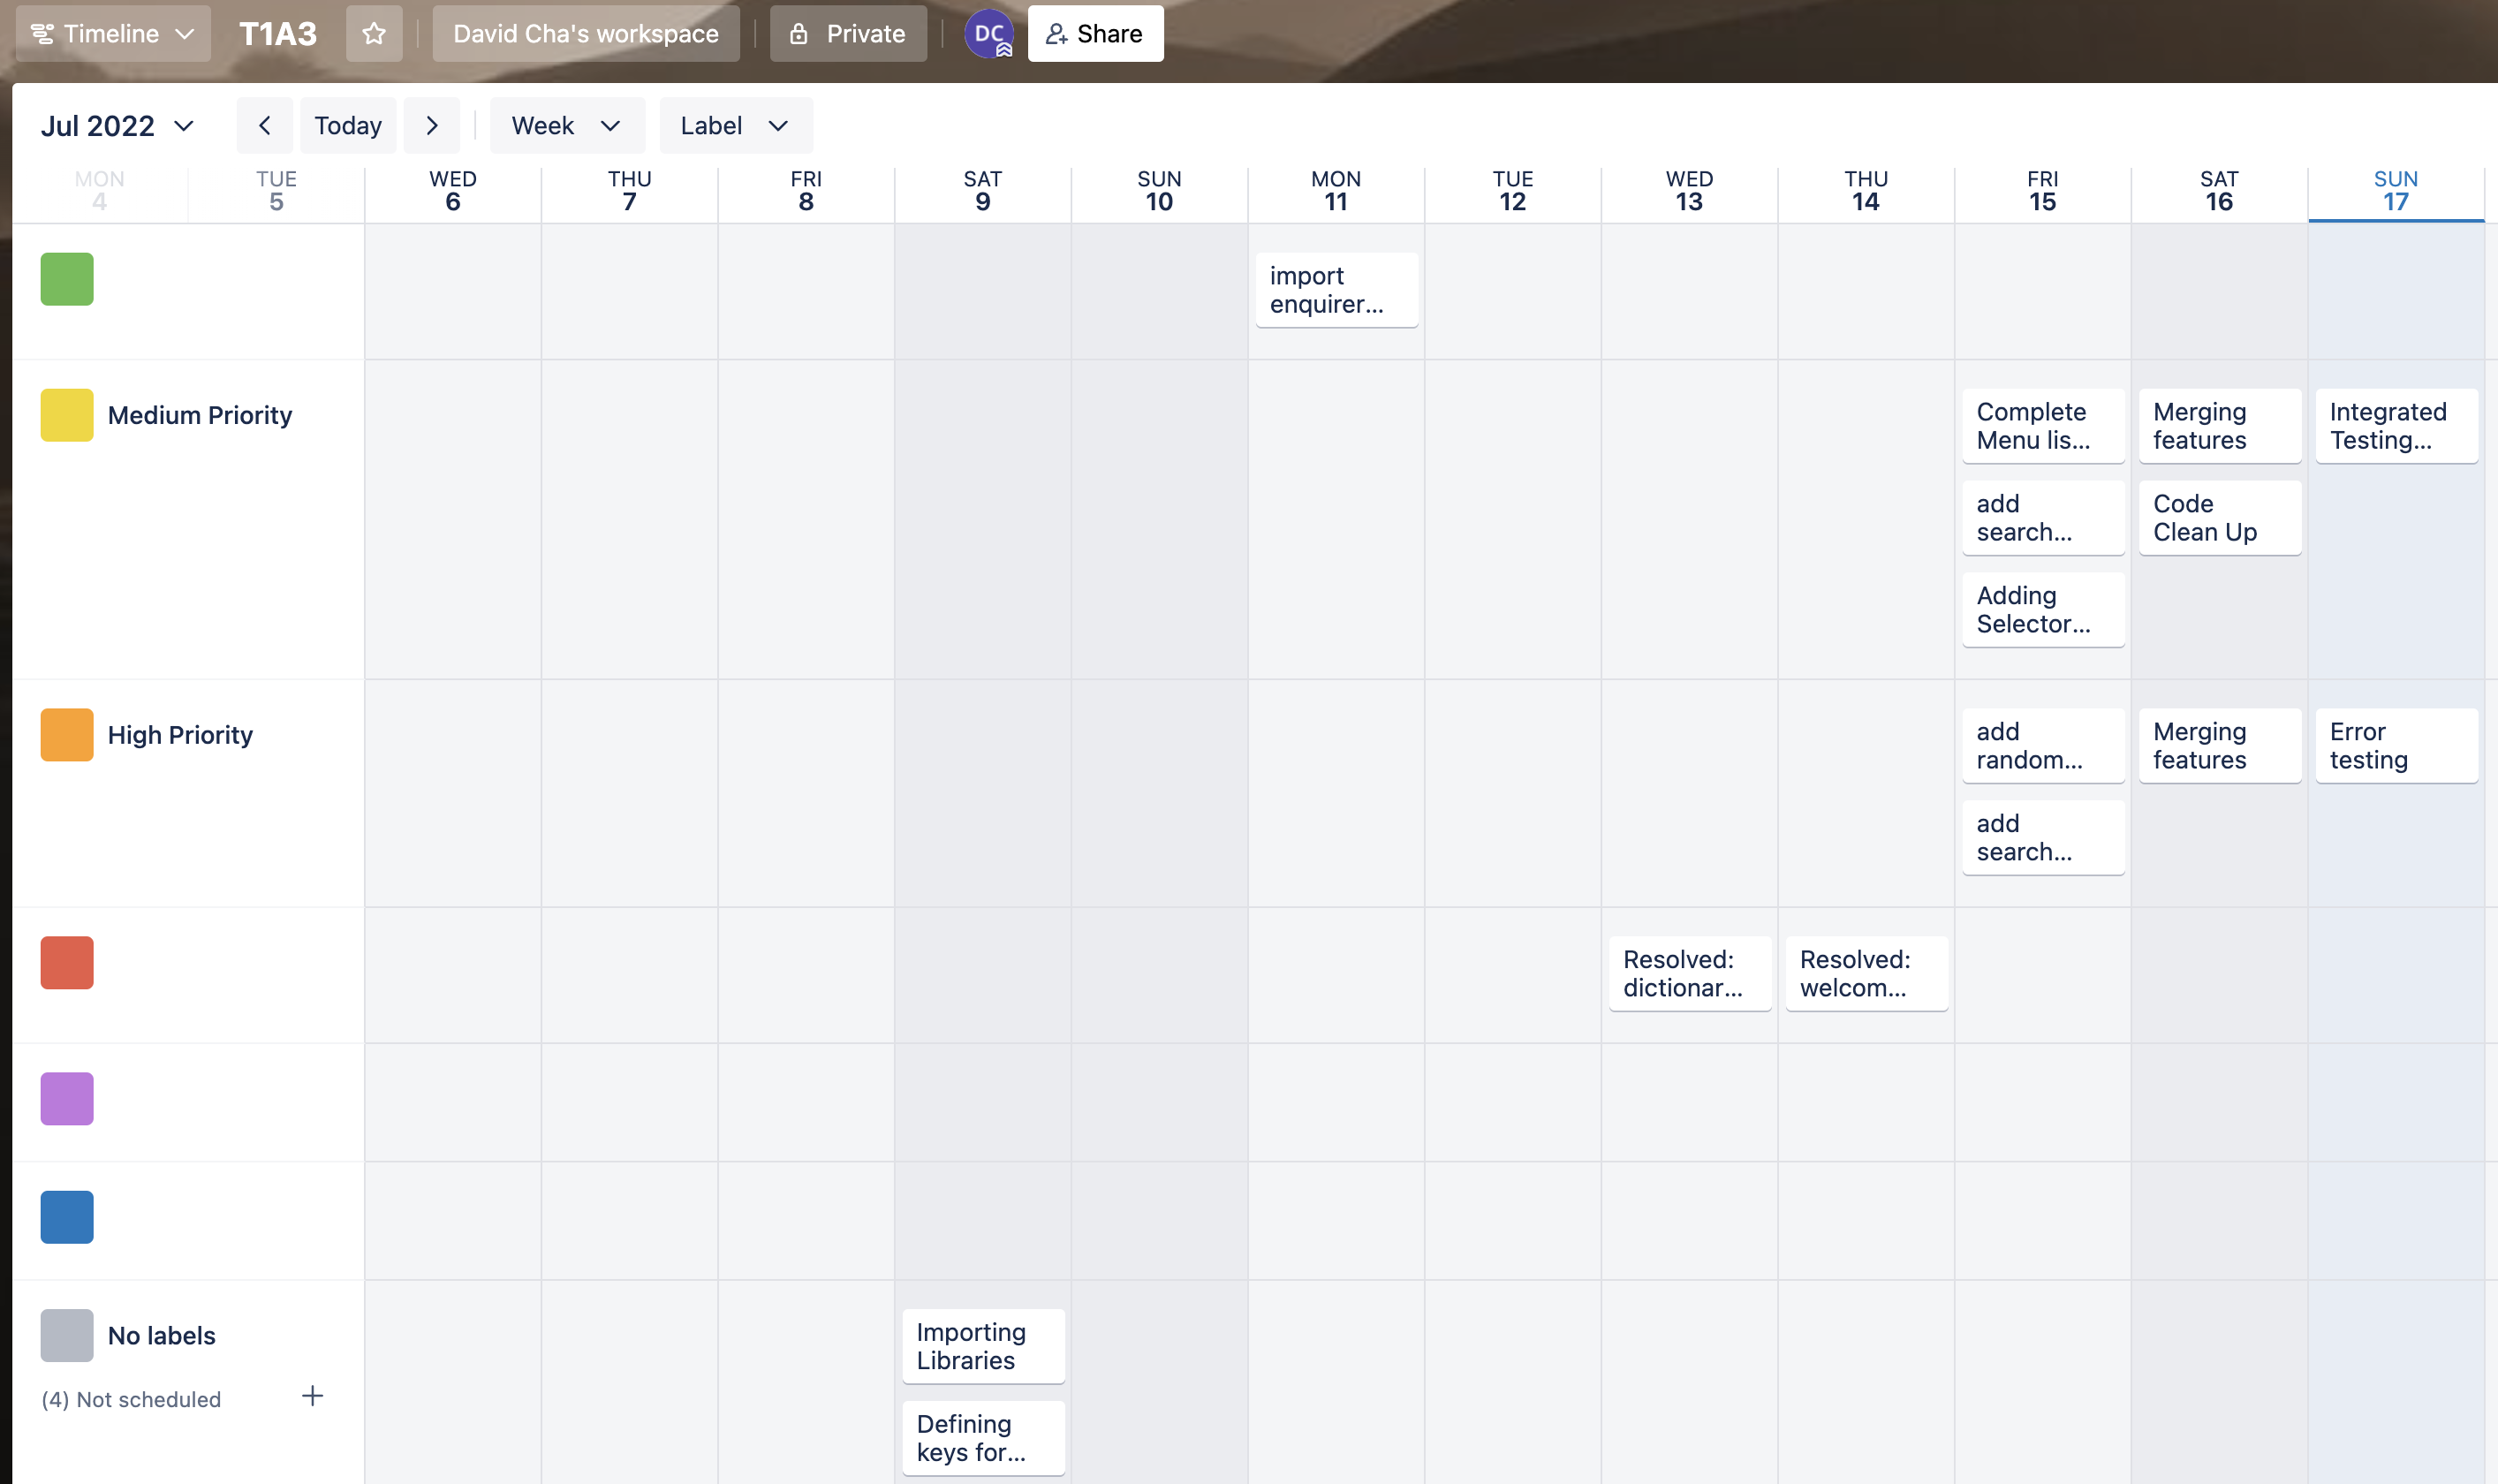 Timeline T1A3 David Cha's workspace Private DC Share
Jul 2022 Today Week Label
MON TUE WED THU FRI SAT SUN MON TUE WED THU FRI SAT SUN
4 5 6 7 8 9 10 11 12 13 14 15 16 17
import
enquirer...
Medium Priority
Complete
Menu lis...
Merging
features
Integrated
Testing...
add
search...
Code
Clean Up
Adding
Selector...
High Priority
add
random...
Merging
features
Error
testing
add
search...
Resolved:
dictionar...
Resolved:
welcom...
No labels
(4) Not scheduled
Importing
Libraries
Defining
keys for...